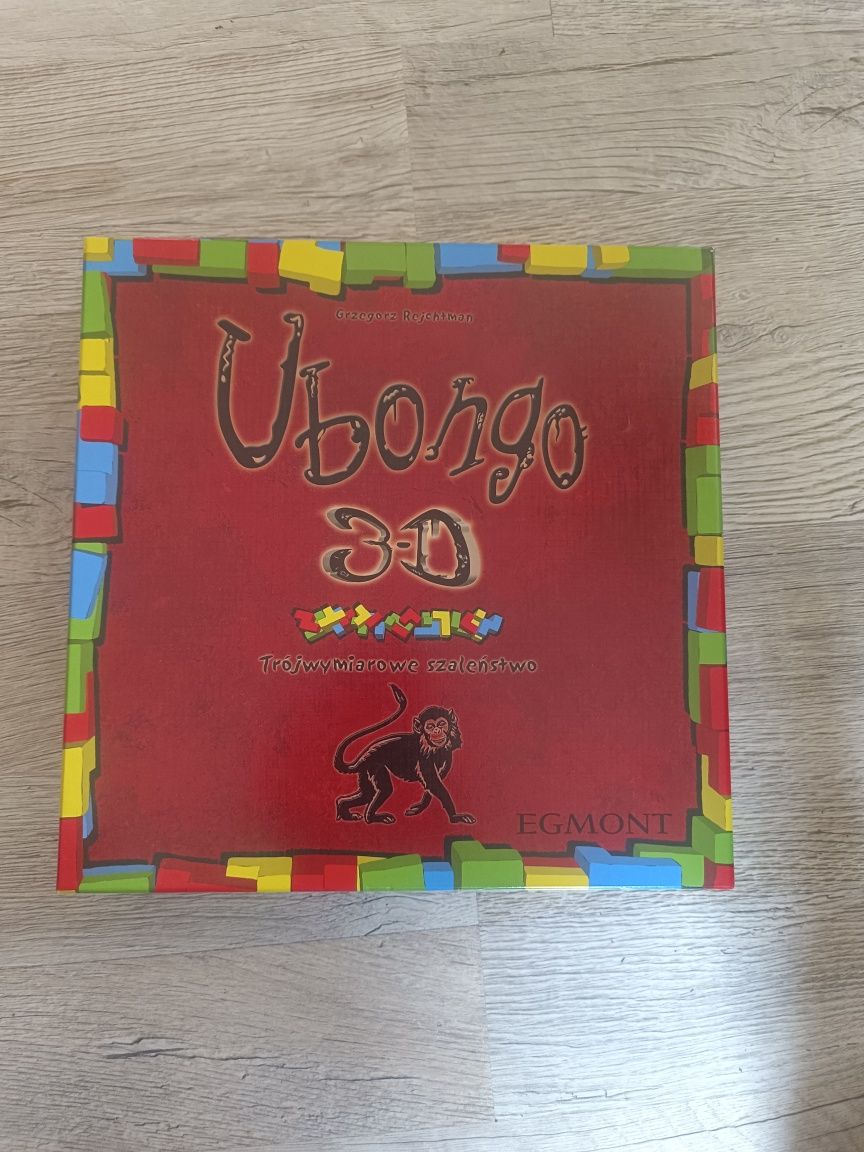 Grzegorz Rejchtman
Ubongo
3-D
Trójwymiarowe szaleństwo
EGMONT